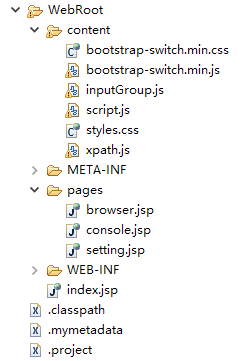 WebRoot
content
bootstrap-switch.min.css
bootstrap-switch.min.js
inputGroup.js
script.js
styles.css
xpath.js
META-INF
pages
browser.jsp
console.jsp
setting.jsp
WEB-INF
index.jsp
.classpath
.mymetadata
.project